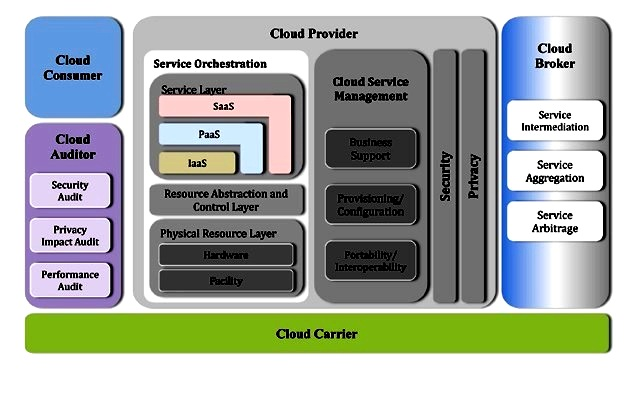 Cloud
Consumer
Cloud
Auditor
Security
Audit
Privacy
Impact Audit
Performance
Audit
Cloud Provider
Service Orchestration
Service Layer
SaaS
PaaS
IaaS
Resource Abstraction and
Control Layer
Physical Resource Layer
Hardware
Facility
Cloud Service
Management
Business
Support
Provisioning/
Configuration
Portability/
Interoperability
Security
Privacy
Cloud
Broker
Service
Intermediation
Service
Aggregation
Service
Arbitrage
Cloud Carrier